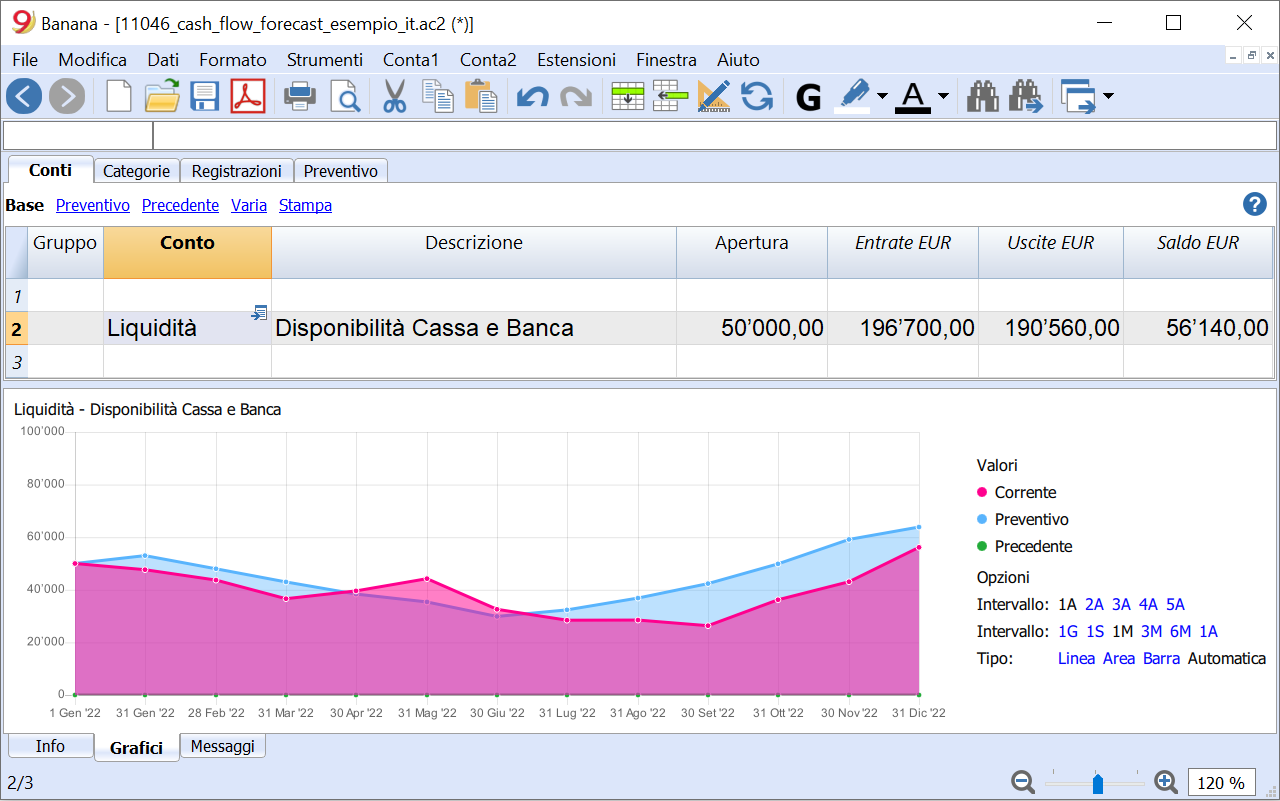 Banana - [11046_cash_flow_forecast_esempio_it.ac2 (*)]
File Modifica Dati Formato Strumenti Conta1 Conta2 Estensioni Finestra Aiuto
G A
Conti Categorie Registrazioni Preventivo
Base Preventivo Precedente Varia Stampa ?
Gruppo Conto Descrizione Apertura Entrate EUR Uscite EUR Saldo EUR
1
2 Liquidità Disponibilità Cassa e Banca 50’000,00 196’700,00 190’560,00 56’140,00
3
Liquidità - Disponibilità Cassa e Banca
100’000
80’000
60’000
40’000
20’000
0
1 Gen '22 31 Gen '22 28 Feb '22 31 Mar '22 30 Apr '22 31 Mag '22 30 Giu '22 31 Lug '22 31 Ago '22 30 Set '22 31 Ott '22 30 Nov '22 31 Dic '22
Valori
Corrente
Preventivo
Precedente
Opzioni
Intervallo: 1A 2A 3A 4A 5A
Intervallo: 1G 1S 1M 3M 6M 1A
Tipo: Linea Area Barra Automatica
Info Grafici Messaggi
2/3 120 %